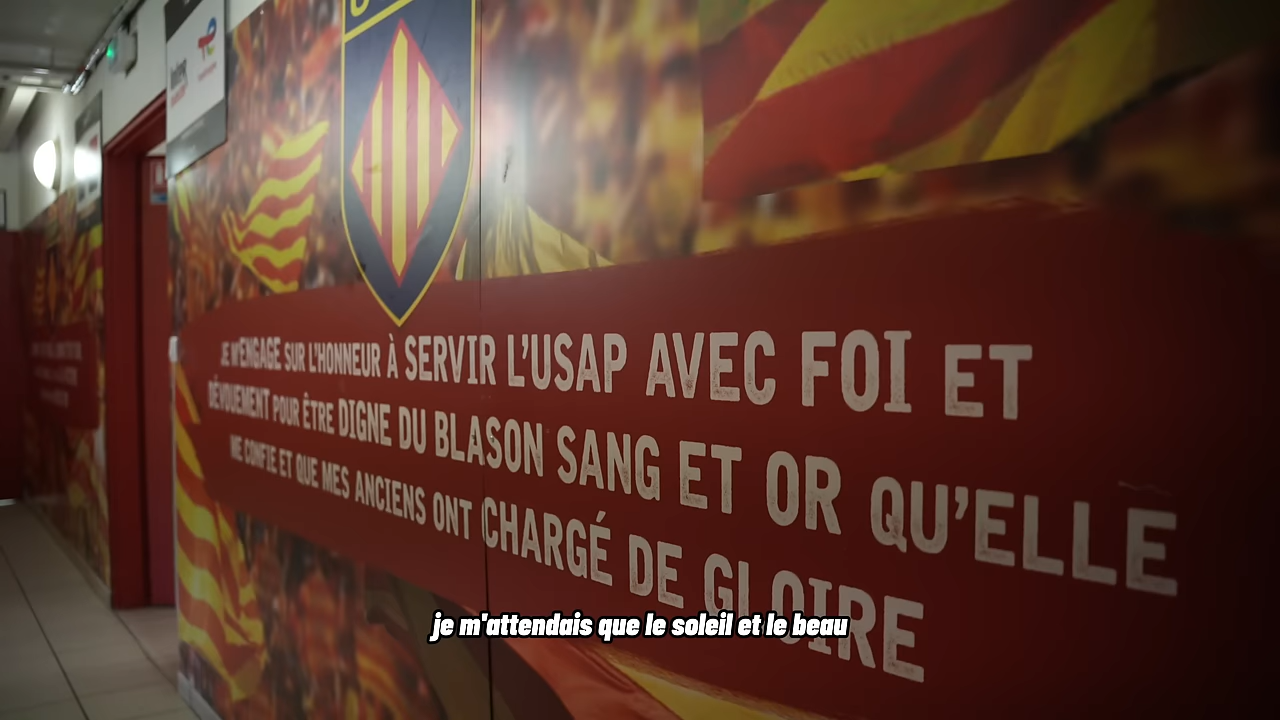 JE M'ENGAGE SUR L'HONNEUR À SERVIR L'USAP AVEC FOI ET
DÉVOUEMENT POUR ÊTRE DIGNE DU BLASON SANG ET OR QU'ELLE
ME CONFIE ET QUE MES ANCIENS ONT CHARGÉ DE GLOIRE
je m'attendais que le soleil et le beau